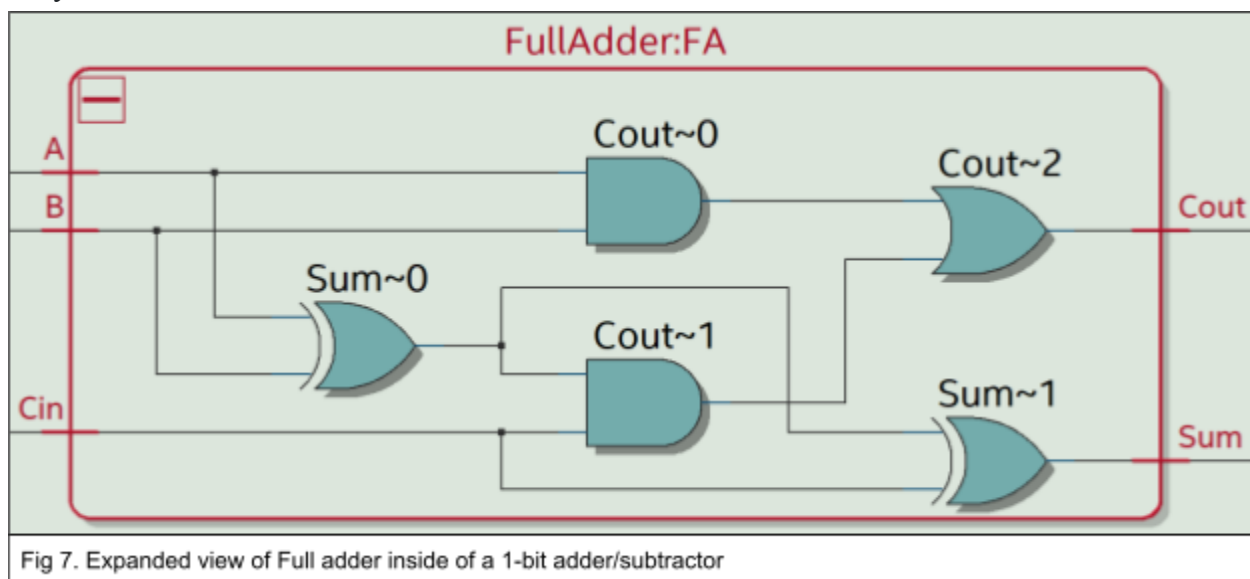 FullAdder:FA
A
B
Cin
Cout~0
Cout~2
Sum~0
Cout~1
Sum~1
Cout
Sum
Fig 7. Expanded view of Full adder inside of a 1-bit adder/subtractor